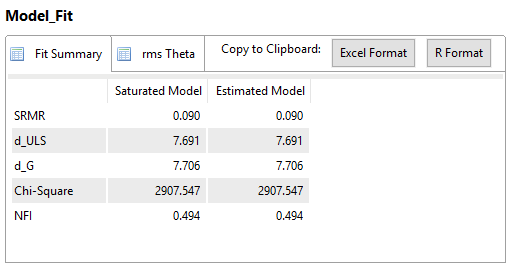 Model_Fit
Fit Summary rms Theta Copy to Clipboard: Excel Format R Format
Saturated Model Estimated Model
SRMR 0.090 0.090
d_ULS 7.691 7.691
d_G 7.706 7.706
Chi-Square 2907.547 2907.547
NFI 0.494 0.494